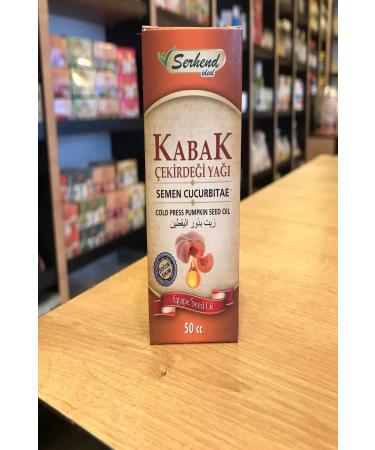 Serhend
ideal
KABAK
ÇEKİRDEĞİ YAĞI
SEMEN CUCURBITAE
COLD PRESS PUMPKIN SEED OIL
زيت بذور اليقطين
Grape Seed Oil
50 cc